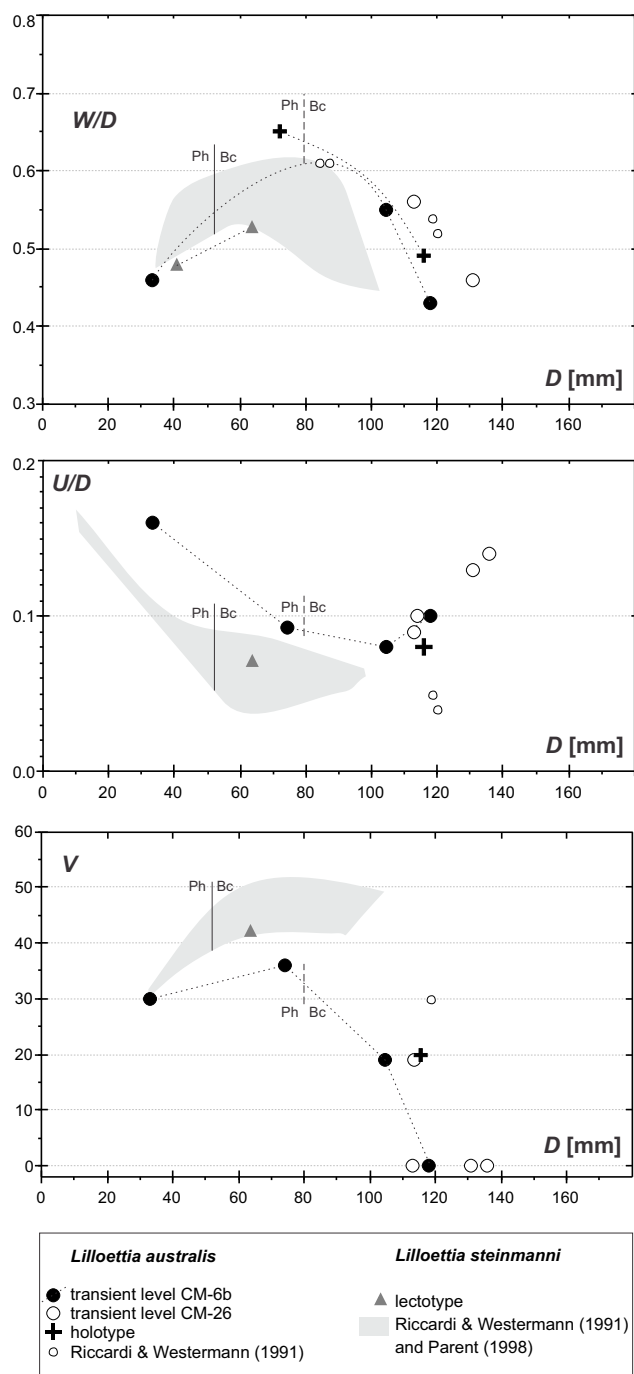 0.8
0.7
0.6
0.5
0.4
0.3
W/D
Ph Bc
Ph Bc
D [mm]
0 20 40 60 80 100 120 140 160
0.2
0.1
0.0
U/D
Ph Bc
Ph Bc
D [mm]
0 20 40 60 80 100 120 140 160
60
50
40
30
20
10
0
V
Ph Bc
Ph Bc
D [mm]
0 20 40 60 80 100 120 140 160
Lilloettia australis
transient level CM-6b
transient level CM-26
holotype
Riccardi & Westermann (1991)
Lilloettia steinmanni
lectotype
Riccardi & Westermann (1991)
and Parent (1998)